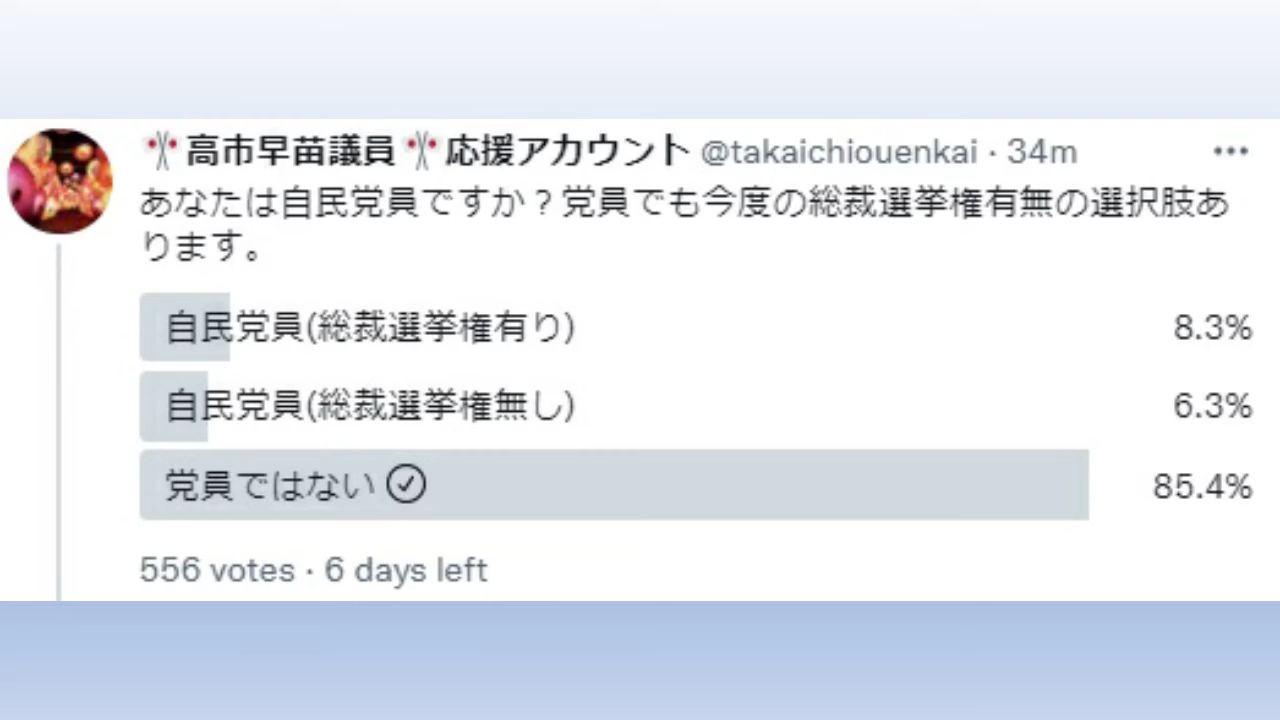 🎌高市早苗議員🎌応援アカウント @takaichiouenkai · 34m
あなたは自民党員ですか？党員でも今度の総裁選挙権有無の選択肢あ
ります。
自民党員(総裁選挙権有り) 8.3%
自民党員(総裁選挙権無し) 6.3%
党員ではない 85.4%
556 votes · 6 days left